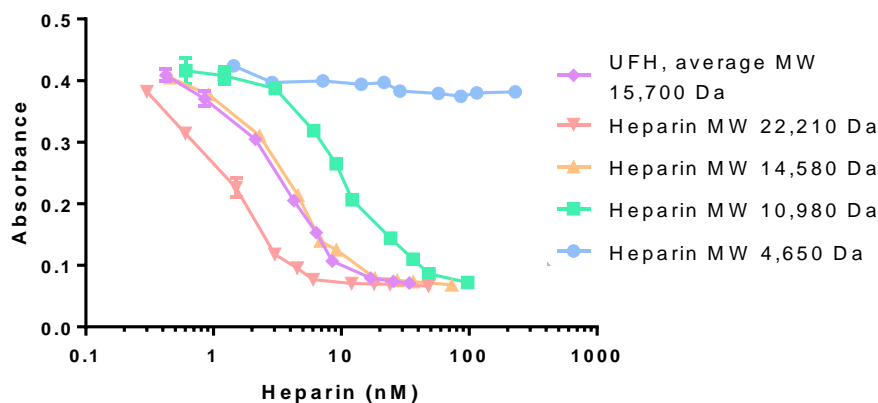 0.5
0.4
0.3
0.2
0.1
0.0
Absorbance
0.1
1
10
100
1000
Heparin (nM)
UFH, average MW
15,700 Da
Heparin MW 22,210 Da
Heparin MW 14,580 Da
Heparin MW 10,980 Da
Heparin MW 4,650 Da